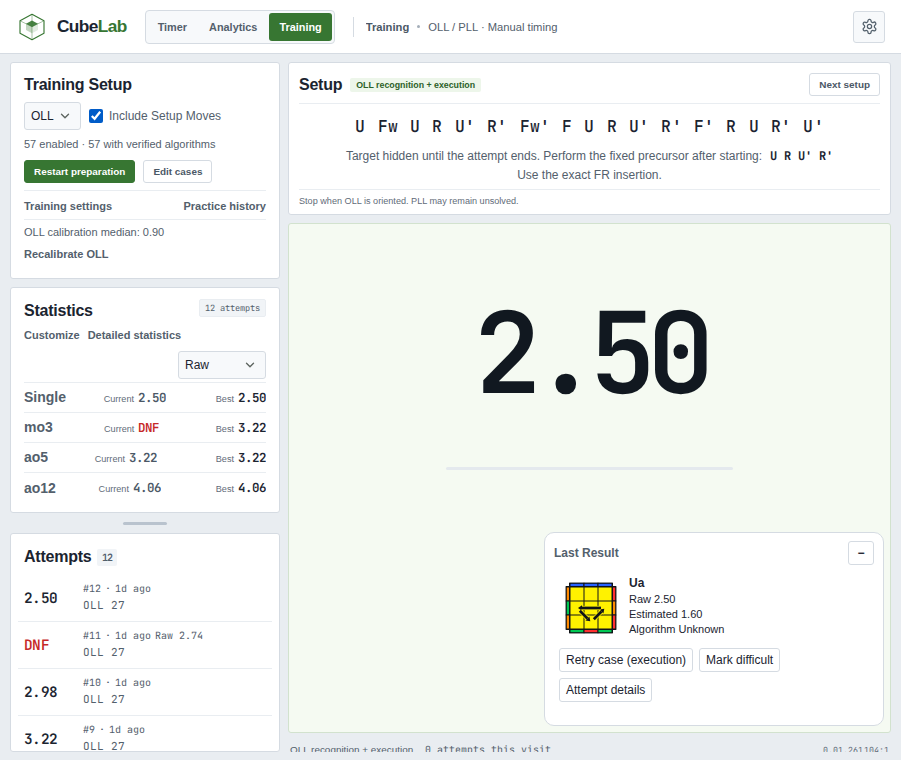 CubeLab
Timer Analytics Training
Training • OLL / PLL · Manual timing
Training Setup
OLL Include Setup Moves
57 enabled · 57 with verified algorithms
Restart preparation Edit cases
Training settings Practice history
OLL calibration median: 0.90
Recalibrate OLL
Statistics 12 attempts
Customize Detailed statistics
Raw
Single Current 2.50 Best 2.50
mo3 Current DNF Best 3.22
ao5 Current 3.22 Best 3.22
ao12 Current 4.06 Best 4.06
Attempts 12
2.50 #12 · 1d ago
OLL 27
DNF #11 · 1d ago Raw 2.74
OLL 27
2.98 #10 · 1d ago
OLL 27
3.22 #9 · 1d ago
OLL 27
Setup OLL recognition + execution Next setup
U Fw U R U' R' Fw' F U R U' R' F' R U R' U'
Target hidden until the attempt ends. Perform the fixed precursor after starting: U R U' R'
Use the exact FR insertion.
Stop when OLL is oriented. PLL may remain unsolved.
2.50
Last Result −
Ua
Raw 2.50
Estimated 1.60
Algorithm Unknown
Retry case (execution) Mark difficult
Attempt details
OLL recognition + execution 0 attempts this visit